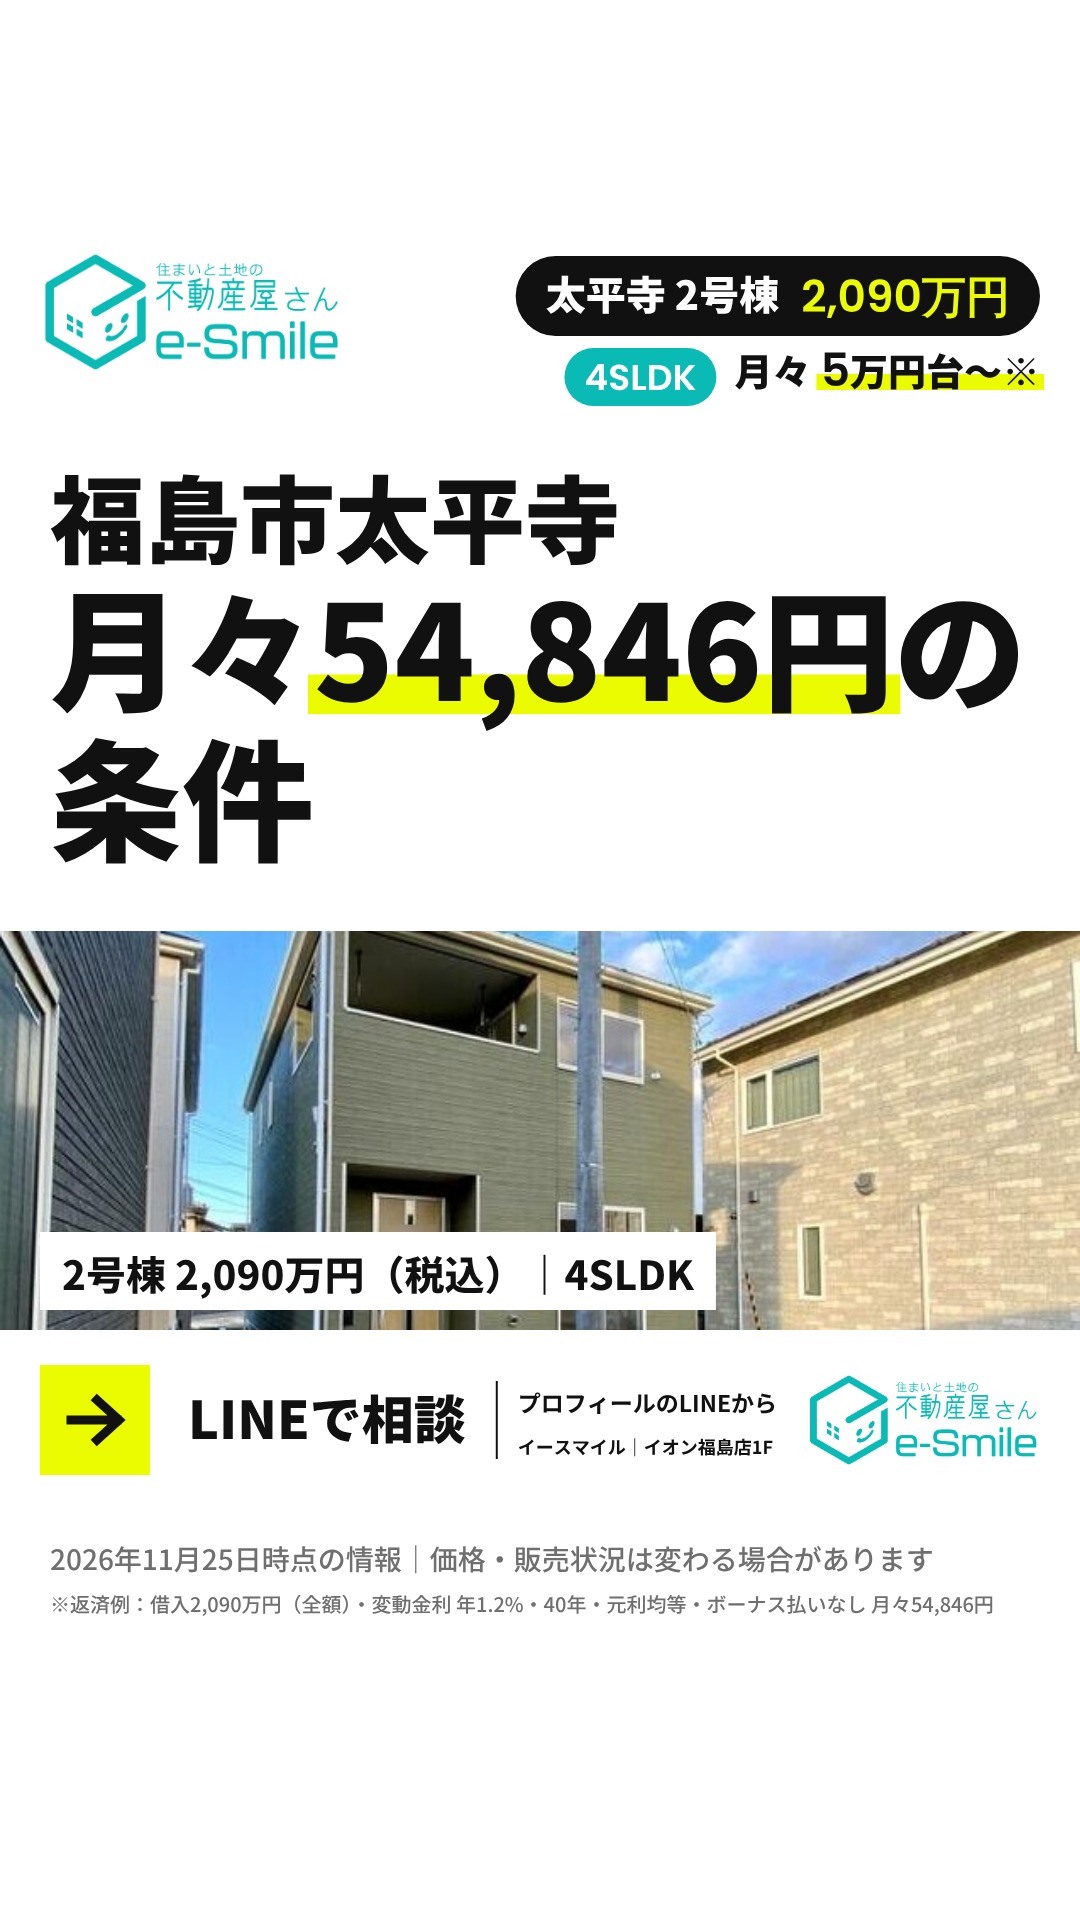 住まいと土地の
不動産屋さん
e-Smile
太平寺 2号棟 2,090万円
4SLDK 月々 5万円台〜※
福島市太平寺
月々54,846円の
条件
2号棟 2,090万円（税込）｜4SLDK
LINEで相談
プロフィールのLINEから
イースマイル｜イオン福島店1F
住まいと土地の
不動産屋さん
e-Smile
2026年11月25日時点の情報｜価格・販売状況は変わる場合があります
※返済例：借入2,090万円（全額）・変動金利 年1.2%・40年・元利均等・ボーナス払いなし 月々54,846円